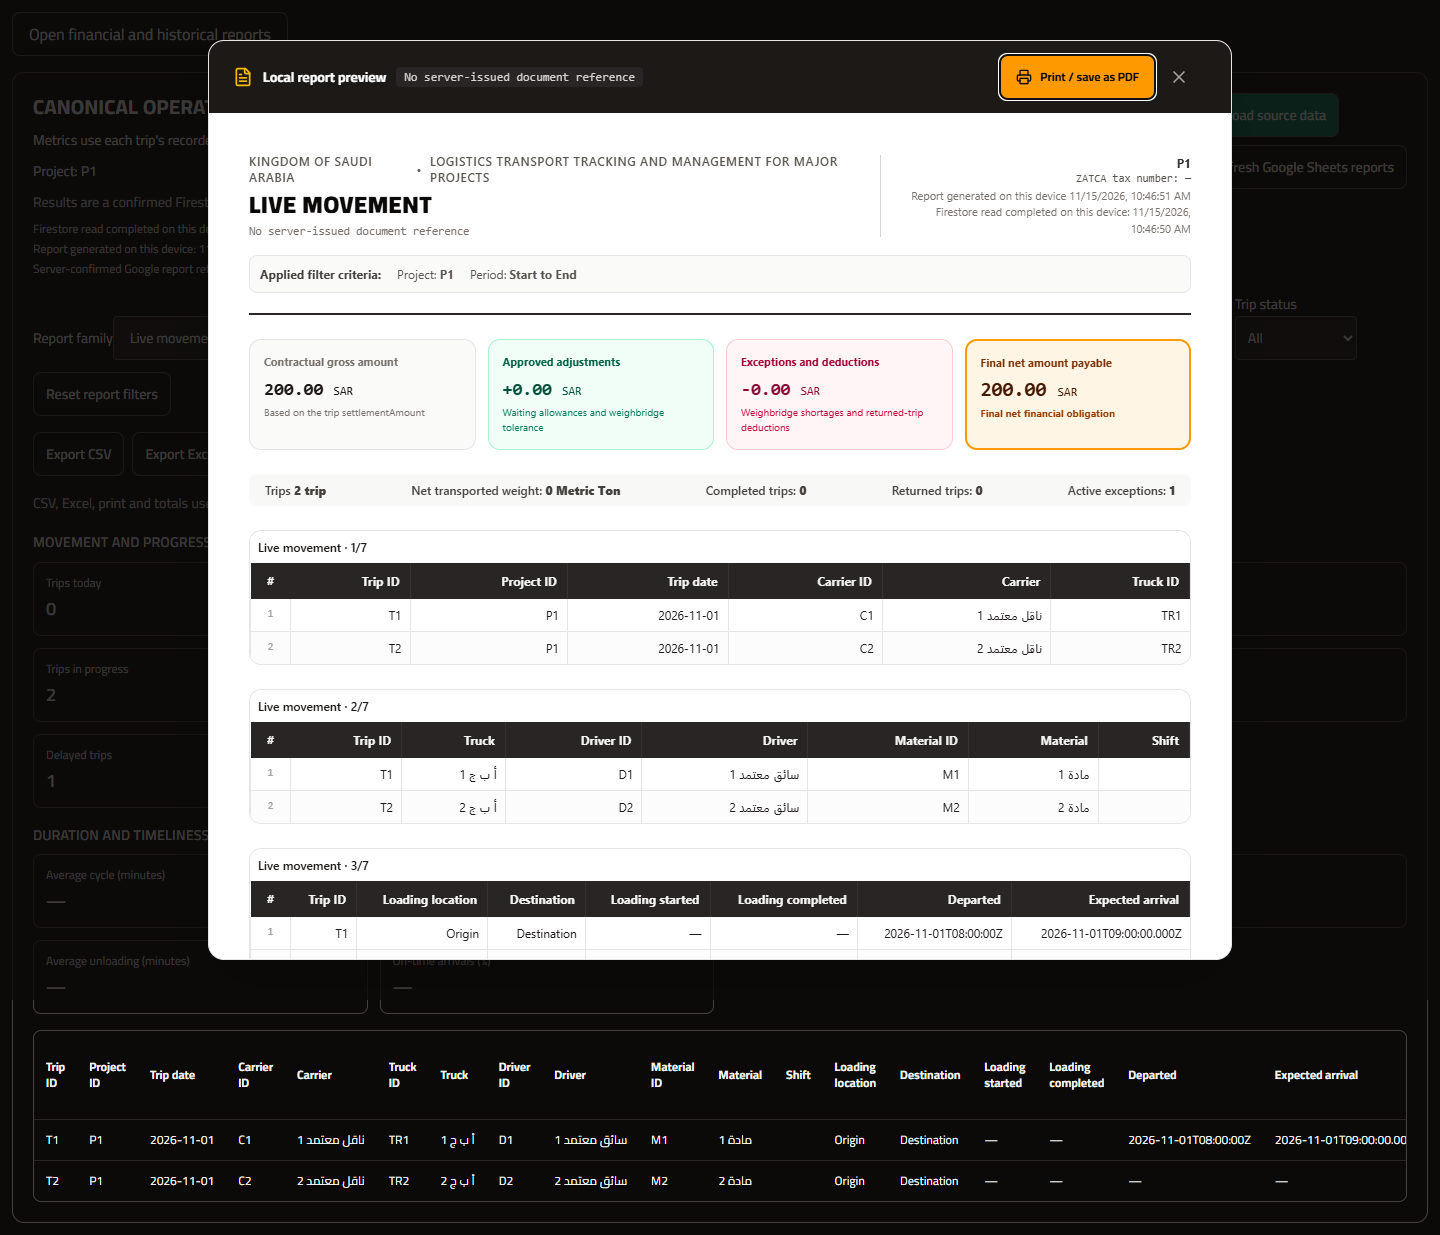 Open financial and historical reports
Local report preview
No server-issued document reference
Print / save as PDF
CANONICAL OPERAT
Metrics use each trip's recorde
Project: P1
Results are a confirmed Firest
Firestore read completed on this de
Report generated on this device: 11
Server-confirmed Google report ref
oad source data
resh Google Sheets reports
Report family
Live moveme
Trip status
All
Reset report filters
Export CSV
Export Exc
CSV, Excel, print and totals us
MOVEMENT AND PROGRESS
Trips today
0
Trips in progress
2
Delayed trips
1
DURATION AND TIMELINESS
Average cycle (minutes)
—
Average unloading (minutes)
—
On-time arrivals (%)
—
KINGDOM OF SAUDI ARABIA
•
LOGISTICS TRANSPORT TRACKING AND MANAGEMENT FOR MAJOR PROJECTS
LIVE MOVEMENT
No server-issued document reference
P1
ZATCA tax number: —
Report generated on this device 11/15/2026, 10:46:51 AM
Firestore read completed on this device: 11/15/2026,
10:46:50 AM
Applied filter criteria: Project: P1 Period: Start to End
Contractual gross amount
200.00 SAR
Based on the trip settlementAmount
Approved adjustments
+0.00 SAR
Waiting allowances and weighbridge
tolerance
Exceptions and deductions
-0.00 SAR
Weighbridge shortages and returned-trip
deductions
Final net amount payable
200.00 SAR
Final net financial obligation
Trips 2 trip Net transported weight: 0 Metric Ton Completed trips: 0 Returned trips: 0 Active exceptions: 1
Live movement · 1/7
# Trip ID Project ID Trip date Carrier ID Carrier Truck ID
1 T1 P1 2026-11-01 C1 ناقل معتمد 1 TR1
2 T2 P1 2026-11-01 C2 ناقل معتمد 2 TR2
Live movement · 2/7
# Trip ID Truck Driver ID Driver Material ID Material Shift
1 T1 أ ب ج 1 D1 سائق معتمد 1 M1 مادة 1
2 T2 أ ب ج 2 D2 سائق معتمد 2 M2 مادة 2
Live movement · 3/7
# Trip ID Loading location Destination Loading started Loading completed Departed Expected arrival
1 T1 Origin Destination — — 2026-11-01T08:00:00Z 2026-11-01T09:00:00.000Z
Trip ID Project ID Trip date Carrier ID Carrier Truck ID Truck Driver ID Driver Material ID Material Shift Loading location Destination Loading started Loading completed Departed Expected arrival
T1 P1 2026-11-01 C1 ناقل معتمد 1 TR1 أ ب ج 1 D1 سائق معتمد 1 M1 مادة 1 Origin Destination — — 2026-11-01T08:00:00Z 2026-11-01T09:00:00.00
T2 P1 2026-11-01 C2 ناقل معتمد 2 TR2 أ ب ج 2 D2 سائق معتمد 2 M2 مادة 2 Origin Destination — — — —